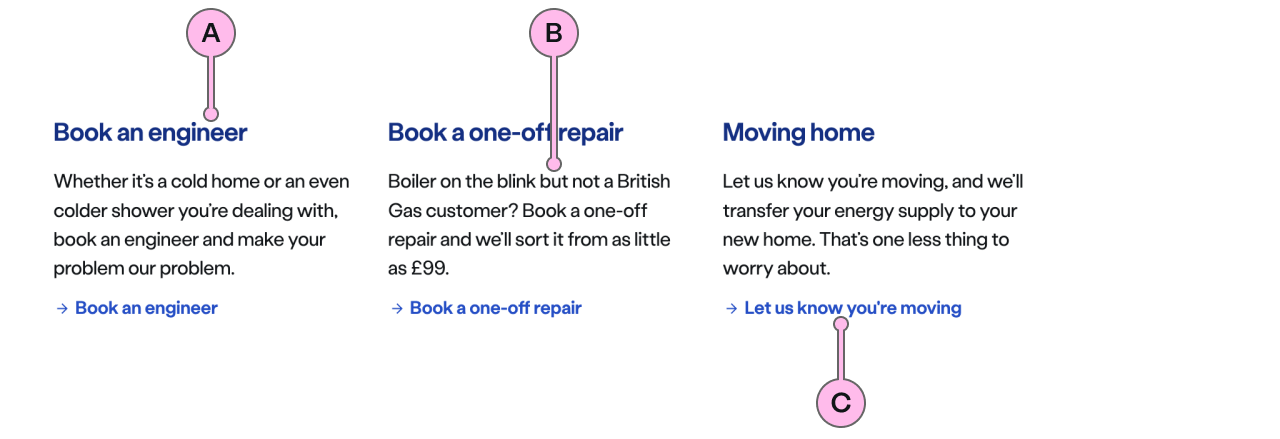 A
B
Book an engineer
Whether it's a cold home or an even
colder shower you're dealing with,
book an engineer and make your
problem our problem.
→ Book an engineer
Book a one-off repair
Boiler on the blink but not a British
Gas customer? Book a one-off
repair and we'll sort it from as little
as £99.
→ Book a one-off repair
Moving home
Let us know you're moving, and we'll
transfer your energy supply to your
new home. That's one less thing to
worry about.
→ Let us know you're moving
C